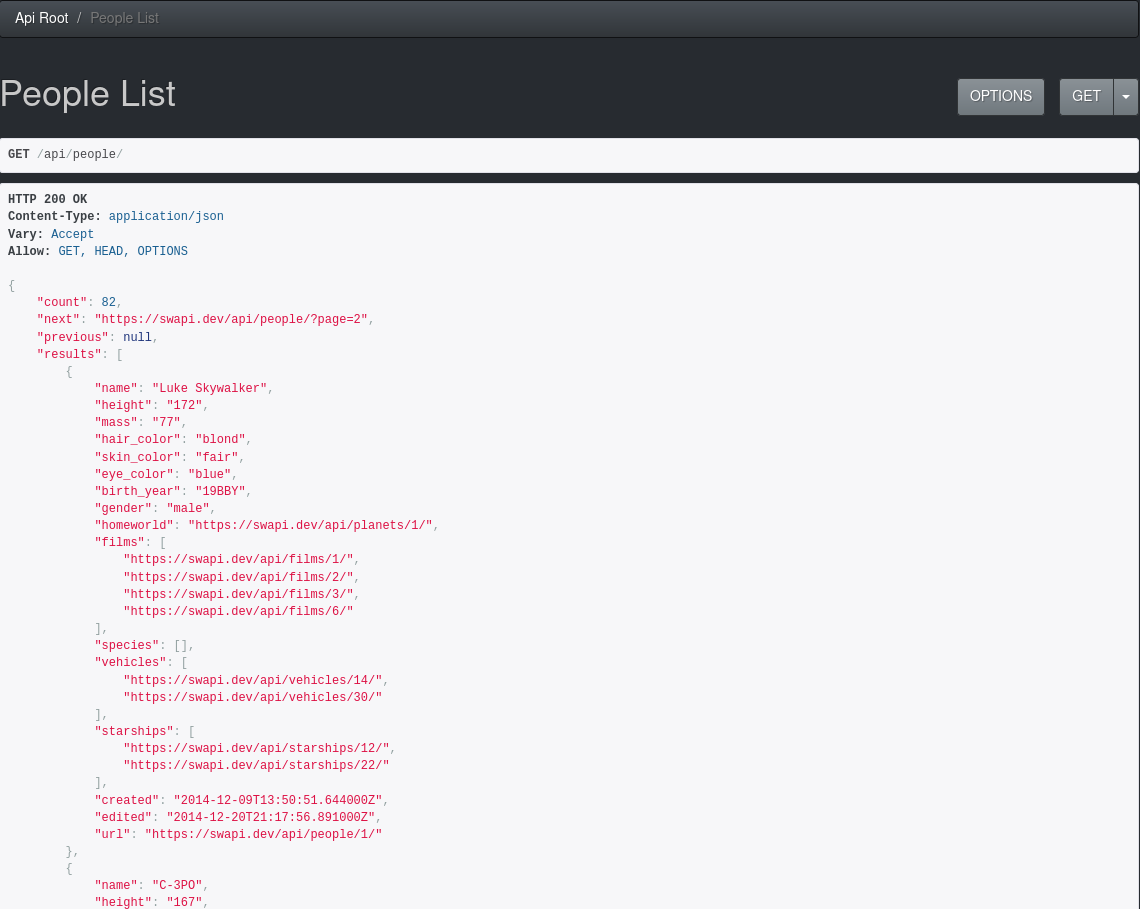 Api Root / People List
People List
OPTIONS GET
GET /api/people/
HTTP 200 OK
Content-Type: application/json
Vary: Accept
Allow: GET, HEAD, OPTIONS
{
    "count": 82,
    "next": "https://swapi.dev/api/people/?page=2",
    "previous": null,
    "results": [
        {
            "name": "Luke Skywalker",
            "height": "172",
            "mass": "77",
            "hair_color": "blond",
            "skin_color": "fair",
            "eye_color": "blue",
            "birth_year": "19BBY",
            "gender": "male",
            "homeworld": "https://swapi.dev/api/planets/1/",
            "films": [
                "https://swapi.dev/api/films/1/",
                "https://swapi.dev/api/films/2/",
                "https://swapi.dev/api/films/3/",
                "https://swapi.dev/api/films/6/"
            ],
            "species": [],
            "vehicles": [
                "https://swapi.dev/api/vehicles/14/",
                "https://swapi.dev/api/vehicles/30/"
            ],
            "starships": [
                "https://swapi.dev/api/starships/12/",
                "https://swapi.dev/api/starships/22/"
            ],
            "created": "2014-12-09T13:50:51.644000Z",
            "edited": "2014-12-20T21:17:56.891000Z",
            "url": "https://swapi.dev/api/people/1/"
        },
        {
            "name": "C-3PO",
            "height": "167",